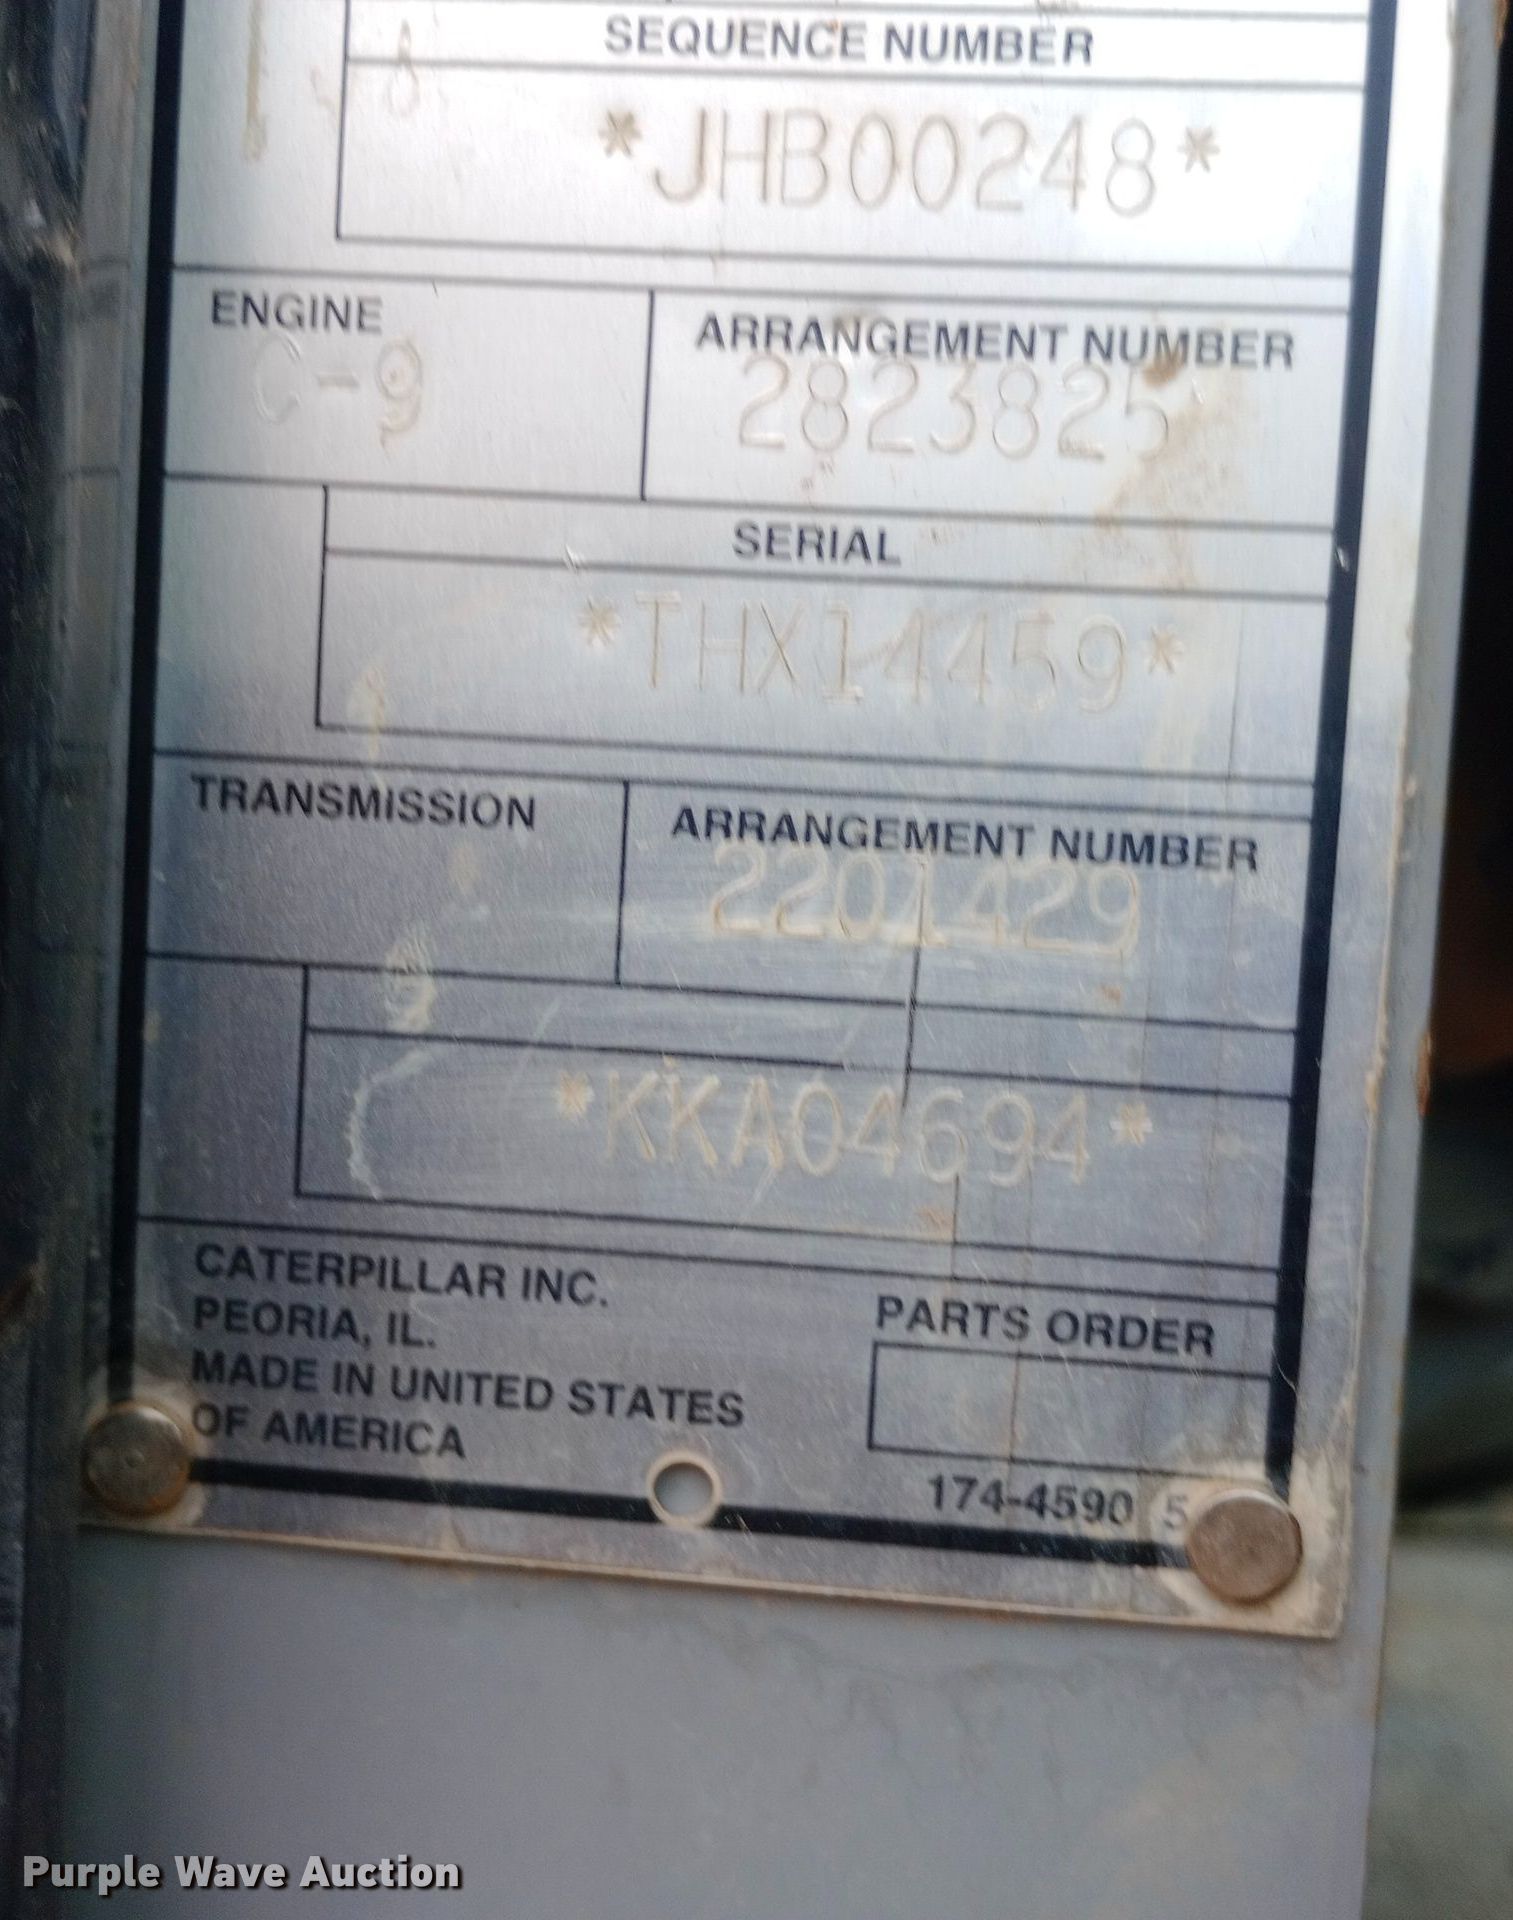 SEQUENCE NUMBER
*JHB00248*
ENGINE
C-9
ARRANGEMENT NUMBER
2823825
SERIAL
*THX14459*
TRANSMISSION
ARRANGEMENT NUMBER
2201429
*KKA04694*
CATERPILLAR INC.
PEORIA, IL.
MADE IN UNITED STATES
OF AMERICA
PARTS ORDER
174-4590 5
Purple Wave Auction